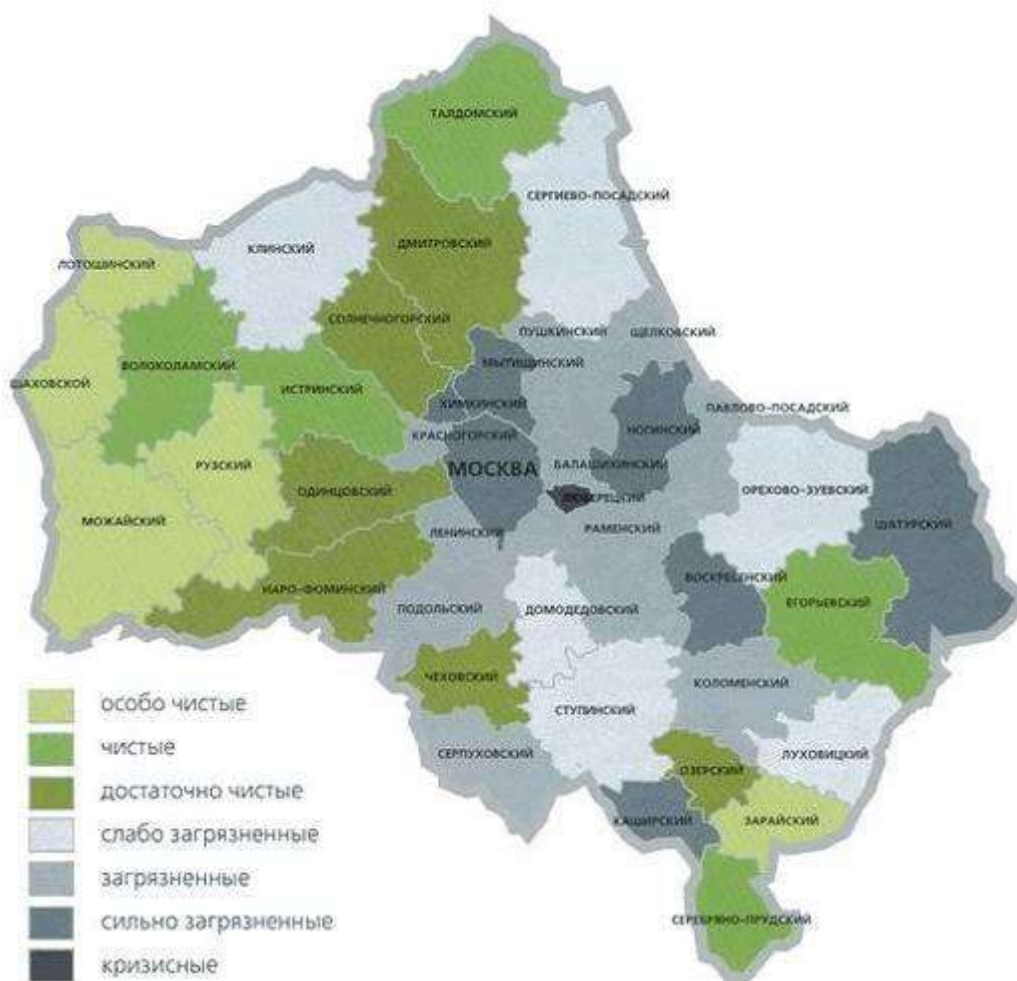 ТАЛДОМСКИЙ
СЕРГИЕВО-ПОСАДСКИЙ
КЛИНСКИЙ
ДМИТРОВСКИЙ
ЛОТОШИНСКИЙ
СОЛНЕЧНОГОРСКИЙ
ПУШКИНСКИЙ
ЩЕЛКОВСКИЙ
ШАХОВСКОЙ
ВОЛОКОЛАМСКИЙ
МЫТИЩИНСКИЙ
ИСТРИНСКИЙ
ХИМКИНСКИЙ
ПАВЛОВО-ПОСАДСКИЙ
КРАСНОГОРСКИЙ
НОГИНСКИЙ
РУЗСКИЙ
МОСКВА
БАЛАШИХИНСКИЙ
ОДИНЦОВСКИЙ
ЛЮБЕРЕЦКИЙ
ОРЕХОВО-ЗУЕВСКИЙ
МОЖАЙСКИЙ
ЛЕНИНСКИЙ
РАМЕНСКИЙ
ШАТУРСКИЙ
НАРО-ФОМИНСКИЙ
ВОСКРЕСЕНСКИЙ
ПОДОЛЬСКИЙ
ДОМОДЕДОВСКИЙ
ЕГОРЬЕВСКИЙ
ЧЕХОВСКИЙ
КОЛОМЕНСКИЙ
СТУПИНСКИЙ
СЕРПУХОВСКИЙ
ЛУХОВИЦКИЙ
ОЗЕРСКИЙ
КАШИРСКИЙ
ЗАРАЙСКИЙ
СЕРЕБРЯНО-ПРУДСКИЙ
особо чистые
чистые
достаточно чистые
слабо загрязненные
загрязненные
сильно загрязненные
кризисные